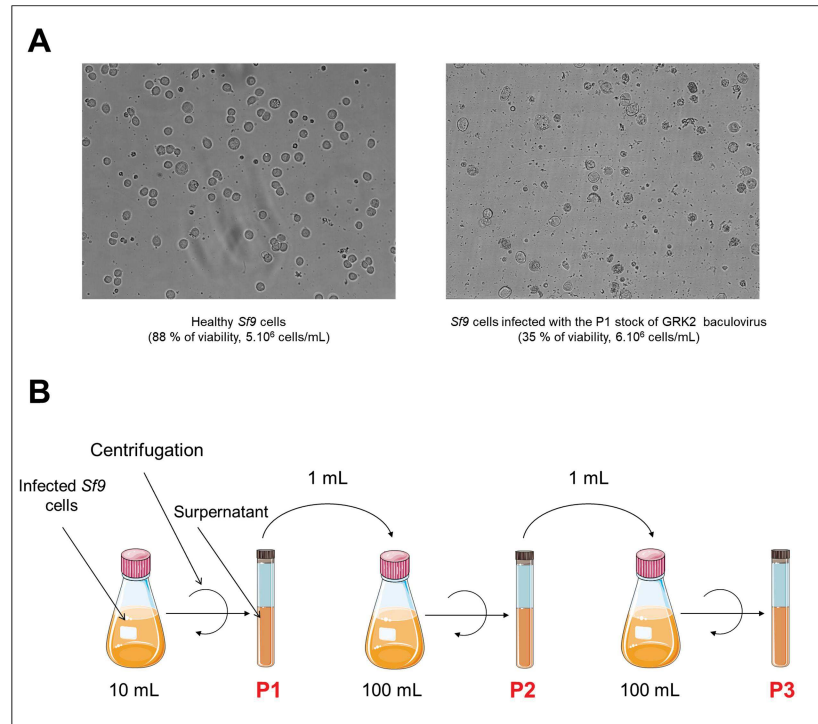 A
Healthy Sf9 cells
(88 % of viability, 5.10⁶ cells/mL)
Sf9 cells infected with the P1 stock of GRK2 baculovirus
(35 % of viability, 6.10⁶ cells/mL)
B
Centrifugation
Infected Sf9
cells
Surpernatant
1 mL
1 mL
10 mL
P1
100 mL
P2
100 mL
P3